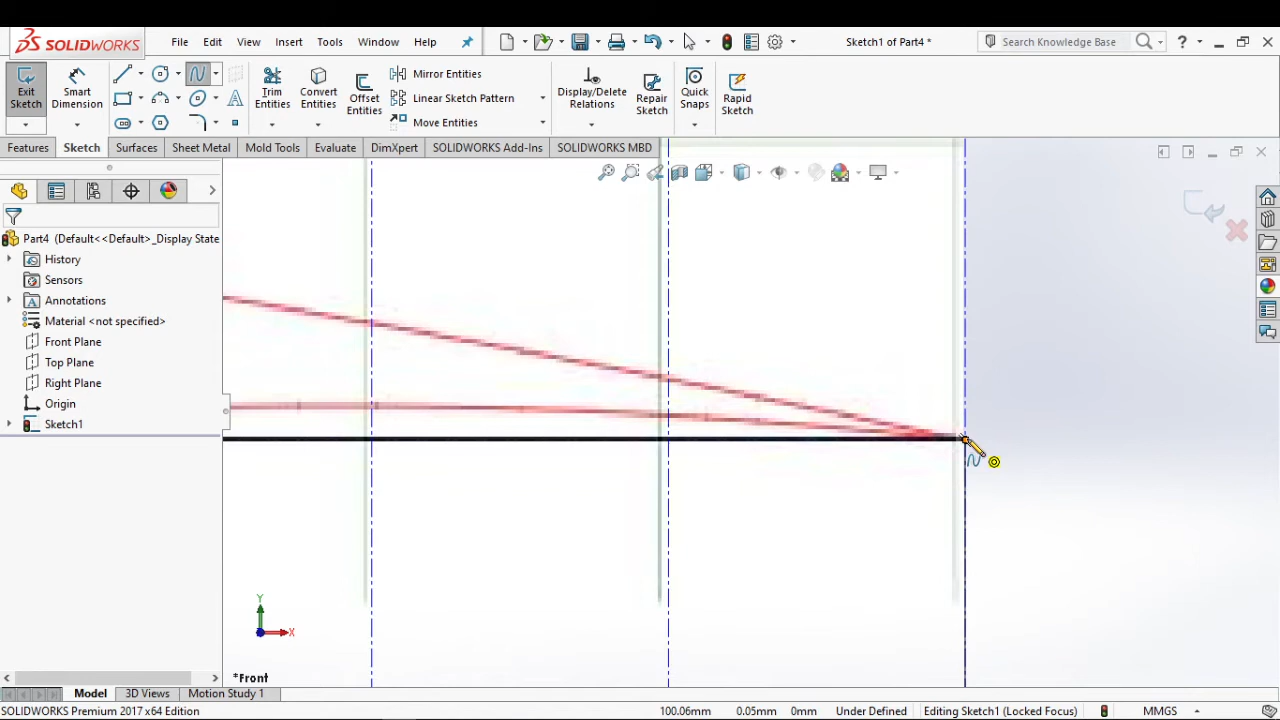 SOLIDWORKS File Edit View Insert Tools Window Help Sketch1 of Part4 * Search Knowledge Base ?
Exit Sketch Smart Dimension Trim Entities Convert Entities Offset Entities Mirror Entities Linear Sketch Pattern Move Entities Display/Delete Relations Repair Sketch Quick Snaps Rapid Sketch
Features Sketch Surfaces Sheet Metal Mold Tools Evaluate DimXpert SOLIDWORKS Add-Ins SOLIDWORKS MBD
Part4 (Default<<Default>_Display State
History
Sensors
Annotations
Material <not specified>
Front Plane
Top Plane
Right Plane
Origin
Sketch1
Y
X
*Front
Model 3D Views Motion Study 1
SOLIDWORKS Premium 2017 x64 Edition 100.06mm 0.05mm 0mm Under Defined Editing Sketch1 (Locked Focus) MMGS